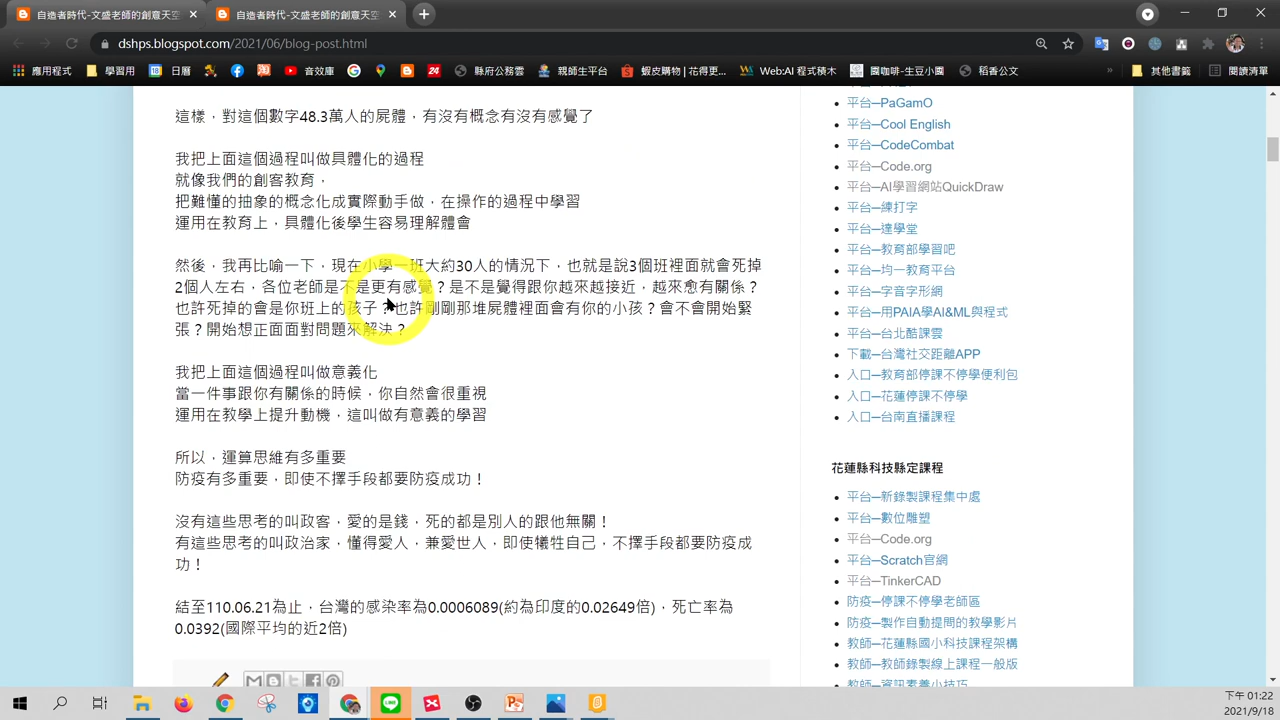 自造者時代-文盛老師的創意天空
自造者時代-文盛老師的創意天空
dshps.blogspot.com/2021/06/blog-post.html
應用程式
學習用
日曆
音效庫
24
縣府公雲端
親師生平台
蝦皮購物 | 花得更...
Web:AI 程式積木
國咖啡-生豆小園
稻香公文
»
其他書籤
閱讀清單
這樣，對這個數字48.3萬人的屍體，有沒有概念有沒有感覺了
我把上面這個過程叫做具體化的過程
就像我們的創客教育，
把難懂的抽象的概念化成實際動手做，在操作的過程中學習
運用在教育上，具體化後學生容易理解體會
然後，我再比喻一下，現在小學一班大約30人的情況下，也就是說3個班裡面就會死掉
2個人左右，各位老師是不是更有感覺？是不是覺得跟你越來越接近，越來愈有關係？
也許死掉的會是你班上的孩子？也許剛剛那堆屍體裡面會有你的小孩？會不會開始緊
張？開始想正面面對問題來解決？
我把上面這個過程叫做意義化
當一件事跟你有關係的時候，你自然會很重視
運用在教學上提升動機，這叫做有意義的學習
所以，運算思維有多重要
防疫有多重要，即使不擇手段都要防疫成功！
沒有這些思考的叫政客，愛的是錢，死的都是別人的跟他無關！
有這些思考的叫政治家，懂得愛人，兼愛世人，即使犧牲自己，不擇手段都要防疫成
功！
結至110.06.21為止，台灣的感染率為0.0006089(約為印度的0.02649倍)，死亡率為
0.0392(國際平均的近2倍)
平台─PaGamO
平台─Cool English
平台─CodeCombat
平台─Code.org
平台─AI學習網站QuickDraw
平台─練打字
平台─達學堂
平台─教育部學習吧
平台─均一教育平台
平台─字音字形網
平台─用PAIA學AI&ML與程式
平台─台北酷課雲
下載─台灣社交距離APP
入口─教育部停課不停學便利包
入口─花蓮停課不停學
入口─台南直播課程
花蓮縣科技縣定課程
平台─新錄製課程集中處
平台─數位雕塑
平台─Code.org
平台─Scratch官網
平台─TinkerCAD
防疫─停課不停學老師區
防疫─製作自動提問的教學影片
教師─花蓮縣國小科技課程架構
教師─教師錄製線上課程一般版
教師─資訊素養小技巧
下午 01:22
2021/9/18